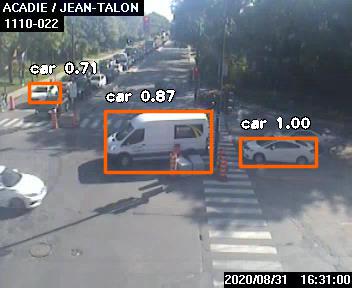 ACADIE / JEAN-TALON
1110-022
car 0.71
car 0.87
car 1.00
2020/08/31 16:31:00